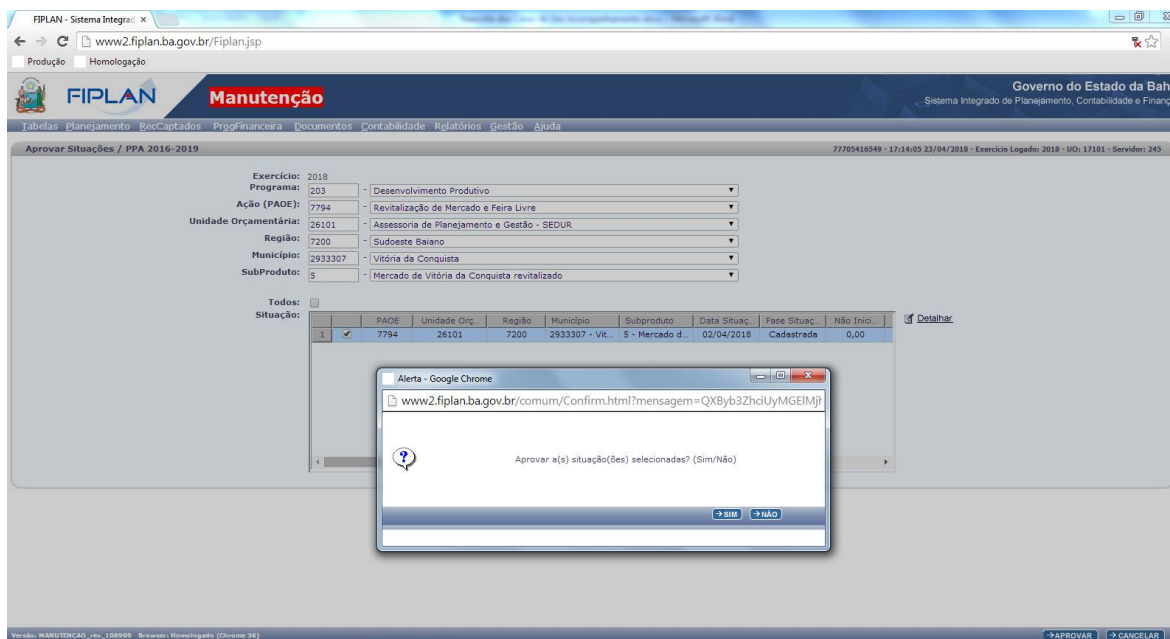 FIPLAN - Sistema Integrad
www2.fiplan.ba.gov.br/Fiplan.jsp
Produção Homologação
FIPLAN Manutenção
Governo do Estado da Bah
Sistema Integrado de Planejamento, Contabilidade e Finanç
Tabelas Planejamento RecCaptados ProgFinanceira Documentos Contabilidade Relatórios Gestão Ajuda
Aprovar Situações / PPA 2016-2019 77705416549 - 17:14:05 23/04/2018 - Exercício Logado: 2018 - UO: 17101 - Servidor: 245
Exercício: 2018
Programa: 203 - Desenvolvimento Produtivo
Ação (PAOE): 7794 - Revitalização de Mercado e Feira Livre
Unidade Orçamentária: 26101 - Assessoria de Planejamento e Gestão - SEDUR
Região: 7200 - Sudoeste Baiano
Município: 2933307 - Vitória da Conquista
SubProduto: 5 - Mercado de Vitória da Conquista revitalizado
Todos:
Situação:
PAOE Unidade Orç... Região Município Subproduto Data Situaç... Fase Situaç... Não Inici...
1 7794 26101 7200 2933307 - Vit... 5 - Mercado d... 02/04/2018 Cadastrada 0,00
Detalhar
Alerta - Google Chrome
www2.fiplan.ba.gov.br/comum/Confirm.html?mensagem=QXByb3ZhciUyMGElMjh
Aprovar a(s) situação(ões) selecionadas? (Sim/Não)
SIM NÃO
Versão: MANUTENCAO_rev_108909 Browser: Homologado (Chrome 36)
APROVAR CANCELAR